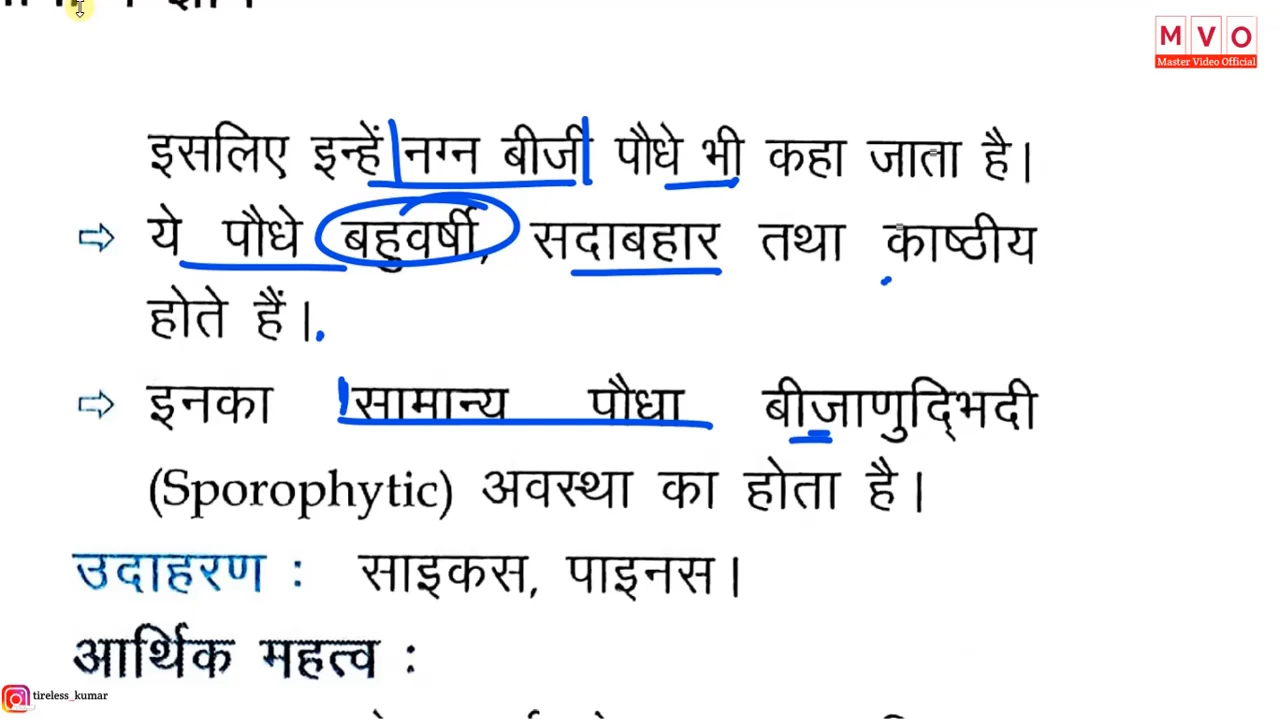 M V O
Master Video Official
इसलिए इन्हें नग्न बीजी पौधे भी कहा जाता है।
⇨ ये पौधे बहुवर्षी, सदाबहार तथा काष्ठीय
होते हैं।
⇨ इनका सामान्य पौधा बीजाणुद्भिदी
(Sporophytic) अवस्था का होता है।
उदाहरण : साइकस, पाइनस।
आर्थिक महत्व :
tireless_kumar